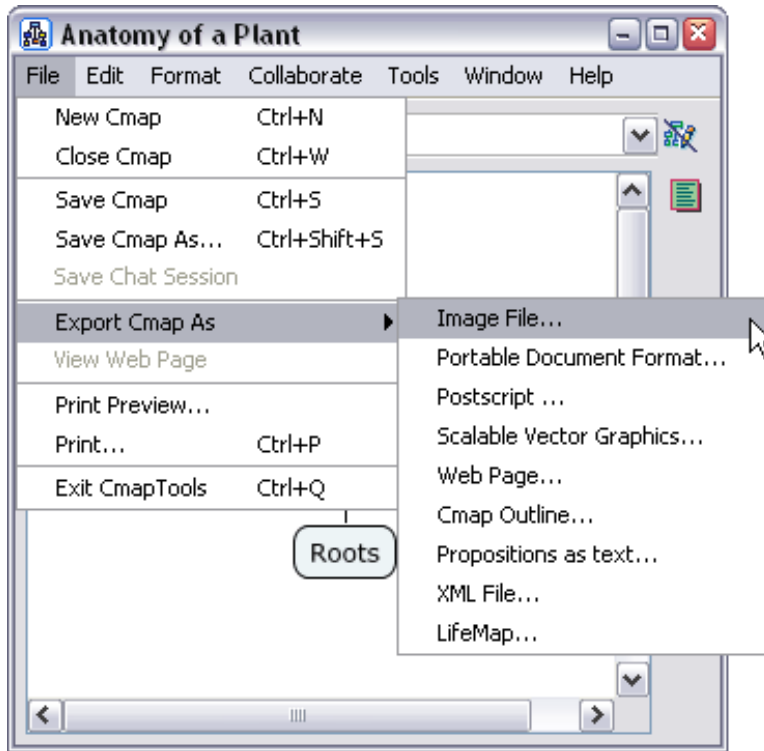 Anatomy of a Plant
File Edit Format Collaborate Tools Window Help
New Cmap Ctrl+N
Close Cmap Ctrl+W
Save Cmap Ctrl+S
Save Cmap As... Ctrl+Shift+S
Save Chat Session
Export Cmap As
View Web Page
Print Preview...
Print... Ctrl+P
Exit CmapTools Ctrl+Q
Image File...
Portable Document Format...
Postscript ...
Scalable Vector Graphics...
Web Page...
Cmap Outline...
Propositions as text...
XML File...
LifeMap...
Roots